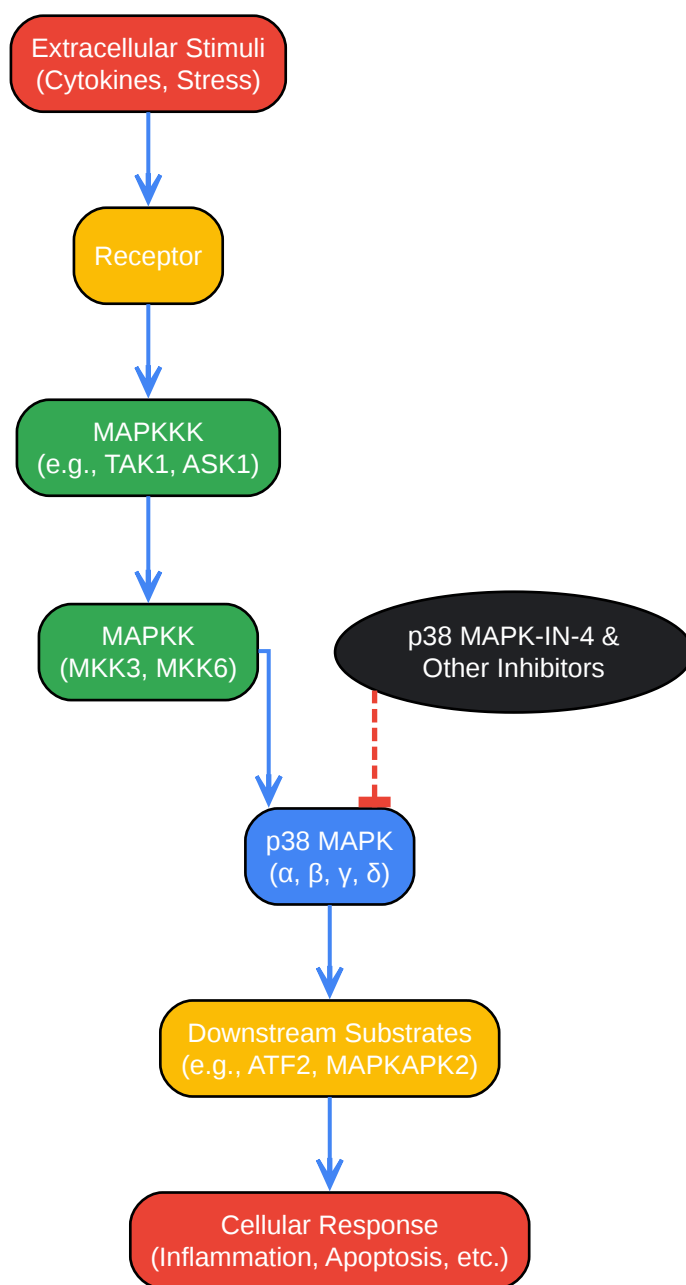 Extracellular Stimuli
(Cytokines, Stress)
Receptor
MAPKKK
(e.g., TAK1, ASK1)
MAPKK
(MKK3, MKK6)
p38 MAPK-IN-4 &
Other Inhibitors
p38 MAPK
(α, β, γ, δ)
Downstream Substrates
(e.g., ATF2, MAPKAPK2)
Cellular Response
(Inflammation, Apoptosis, etc.)